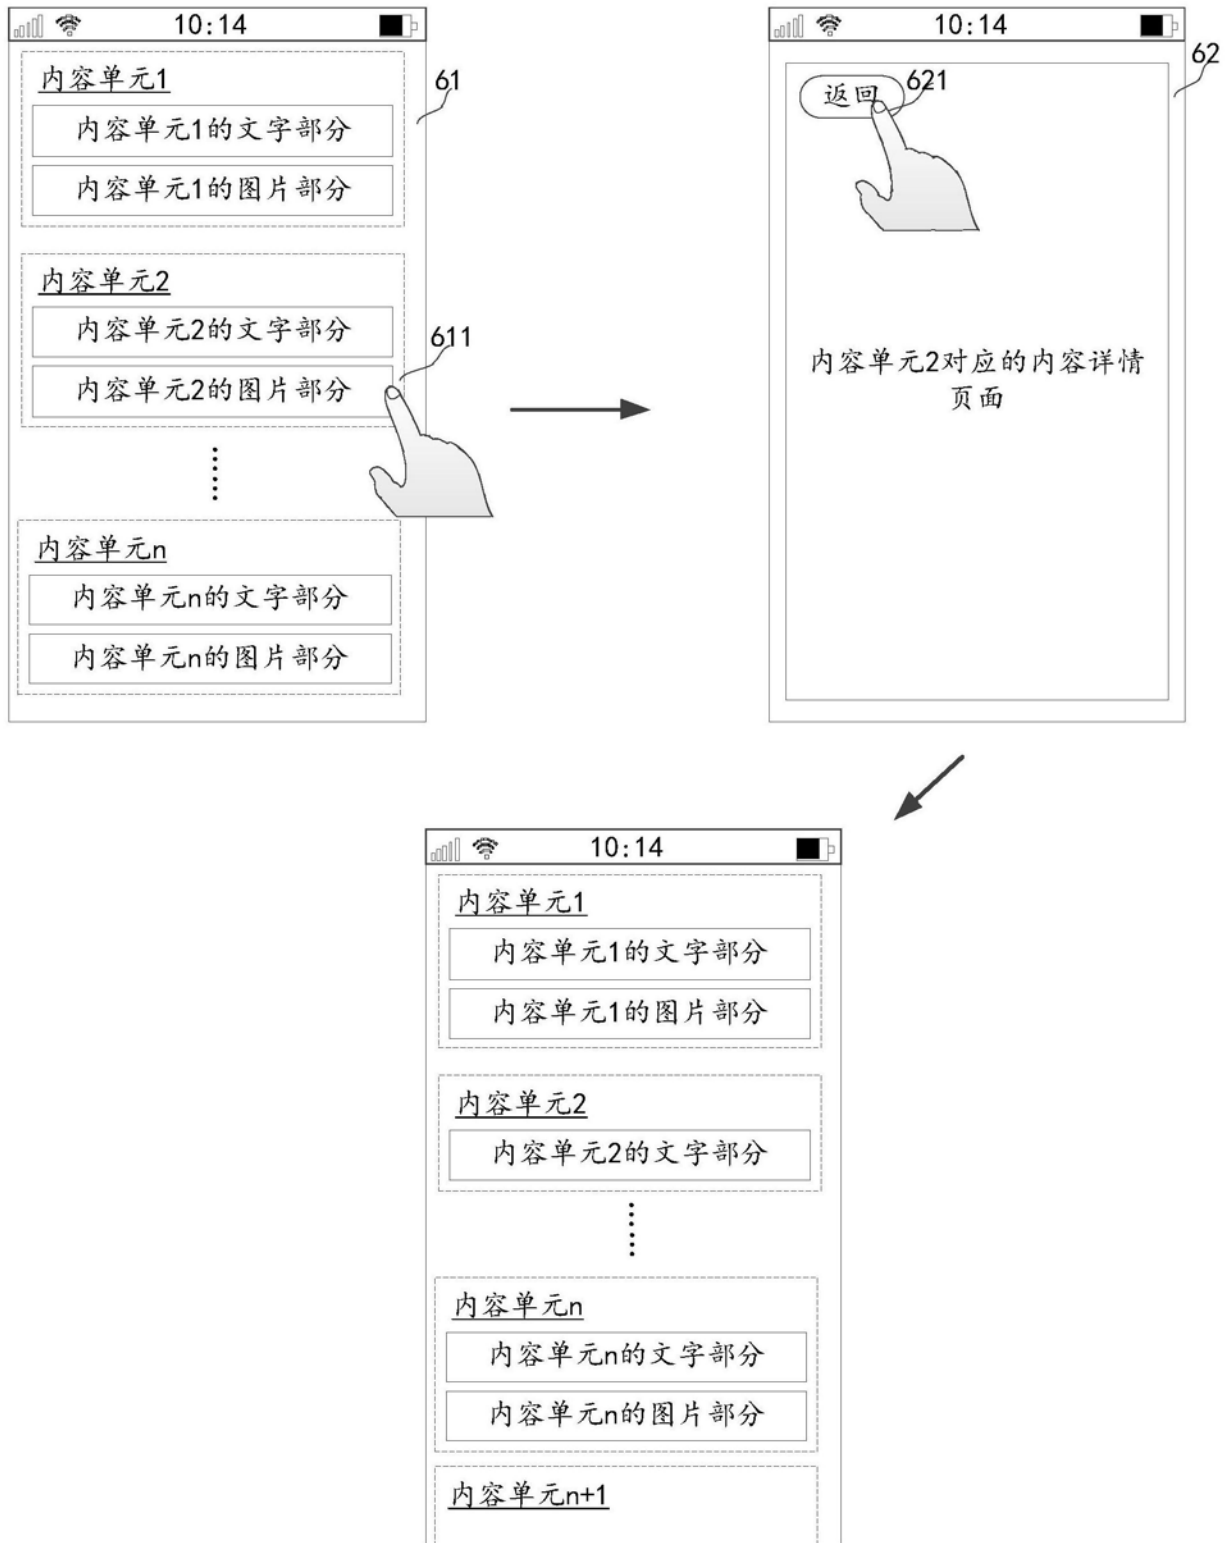 10:14
内容单元1
内容单元1的文字部分
内容单元1的图片部分
内容单元2
内容单元2的文字部分
内容单元2的图片部分
内容单元n
内容单元n的文字部分
内容单元n的图片部分
61
611
10:14
返回
621
62
内容单元2对应的内容详情
页面
10:14
内容单元1
内容单元1的文字部分
内容单元1的图片部分
内容单元2
内容单元2的文字部分
内容单元n
内容单元n的文字部分
内容单元n的图片部分
内容单元n+1